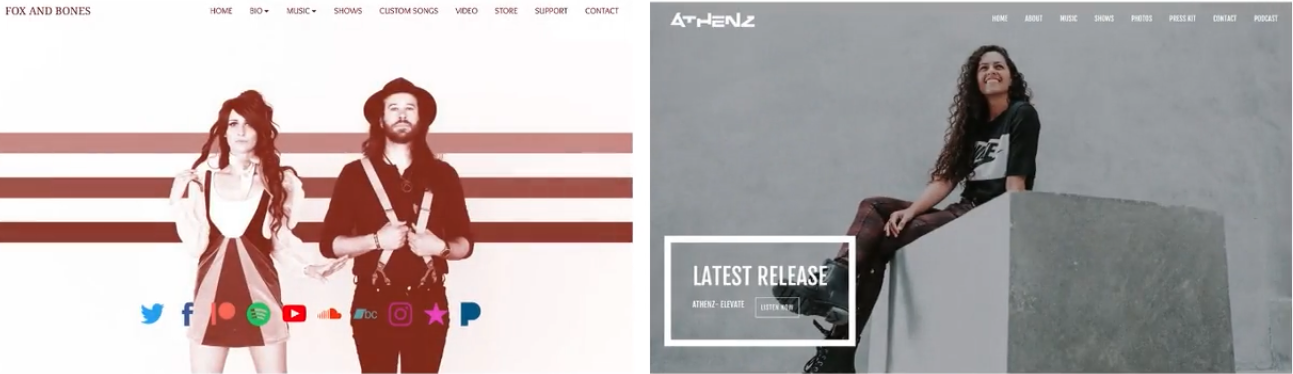 FOX AND BONES
HOME BIO MUSIC SHOWS CUSTOM SONGS VIDEO STORE SUPPORT CONTACT
bc
ATHENZ
HOME ABOUT MUSIC SHOWS PHOTOS PRESS KIT CONTACT PODCAST
LATEST RELEASE
ATHENZ - ELEVATE LISTEN NOW